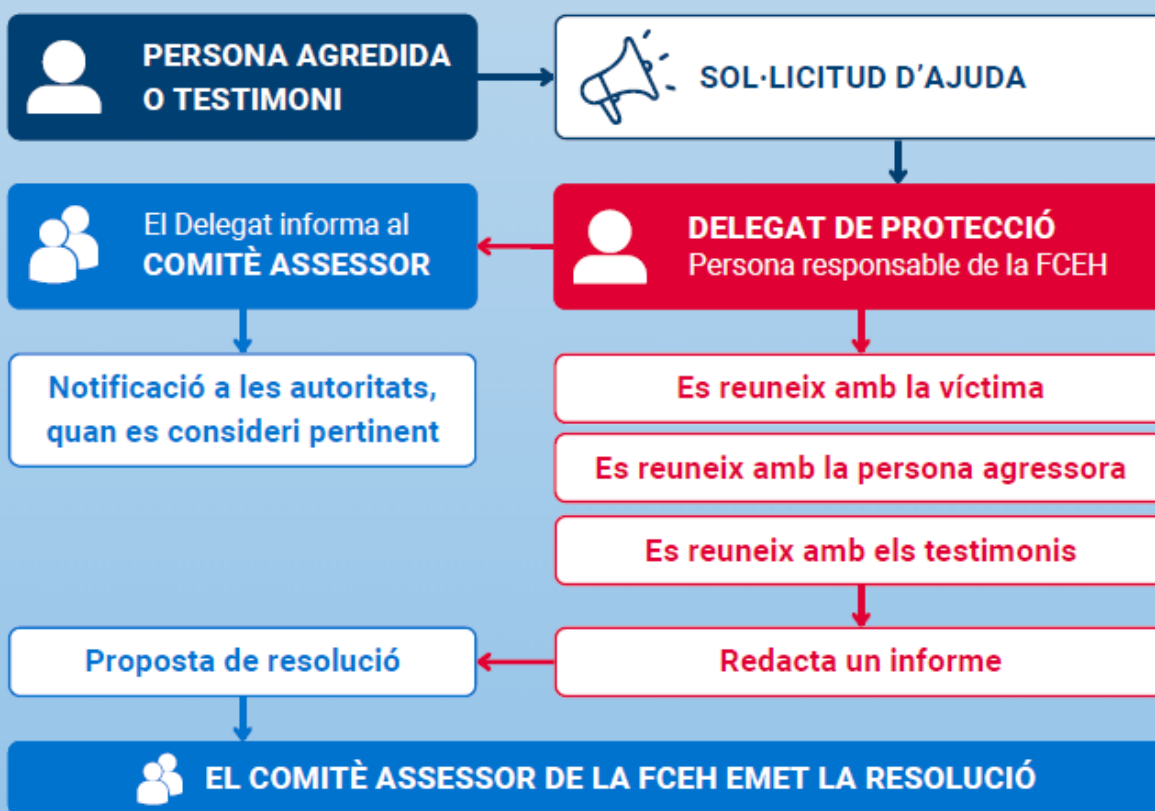 PERSONA AGREDIDA
O TESTIMONI
SOL·LICITUD D'AJUDA
El Delegat informa al
COMITÈ ASSESSOR
DELEGAT DE PROTECCIÓ
Persona responsable de la FCEH
Notificació a les autoritats,
quan es consideri pertinent
Es reuneix amb la víctima
Es reuneix amb la persona agressora
Es reuneix amb els testimonis
Proposta de resolució
Redacta un informe
EL COMITÈ ASSESSOR DE LA FCEH EMET LA RESOLUCIÓ